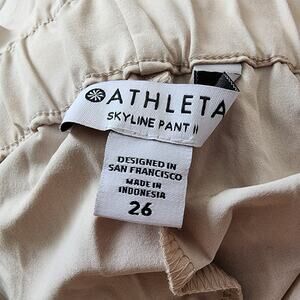 ATHLETA
SKYLINE PANT II
DESIGNED IN
SAN FRANCISCO
MADE IN
INDONESIA
26